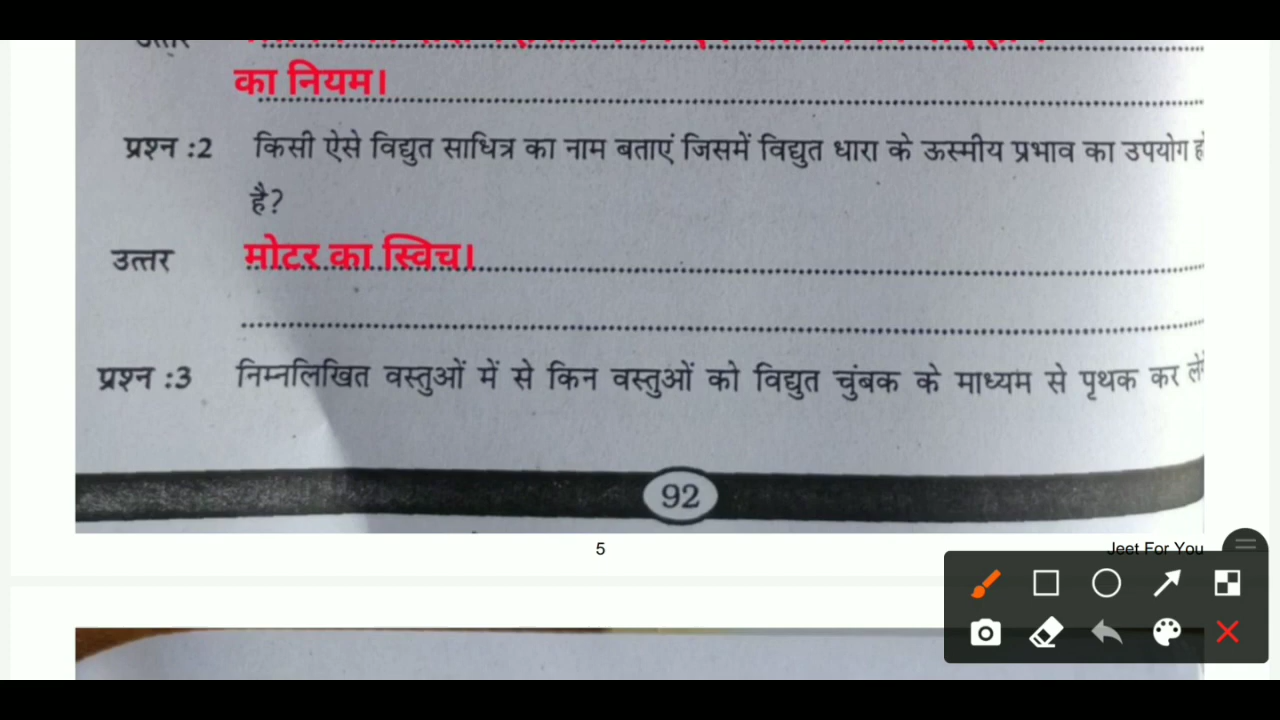 का नियम।
प्रश्न :2 किसी ऐसे विद्युत साधित्र का नाम बताएं जिसमें विद्युत धारा के ऊस्मीय प्रभाव का उपयोग
है?
उत्तर मोटर का स्विच।
प्रश्न :3 निम्नलिखित वस्तुओं में से किन वस्तुओं को विद्युत चुंबक के माध्यम से पृथक कर
92
5
Jeet For You